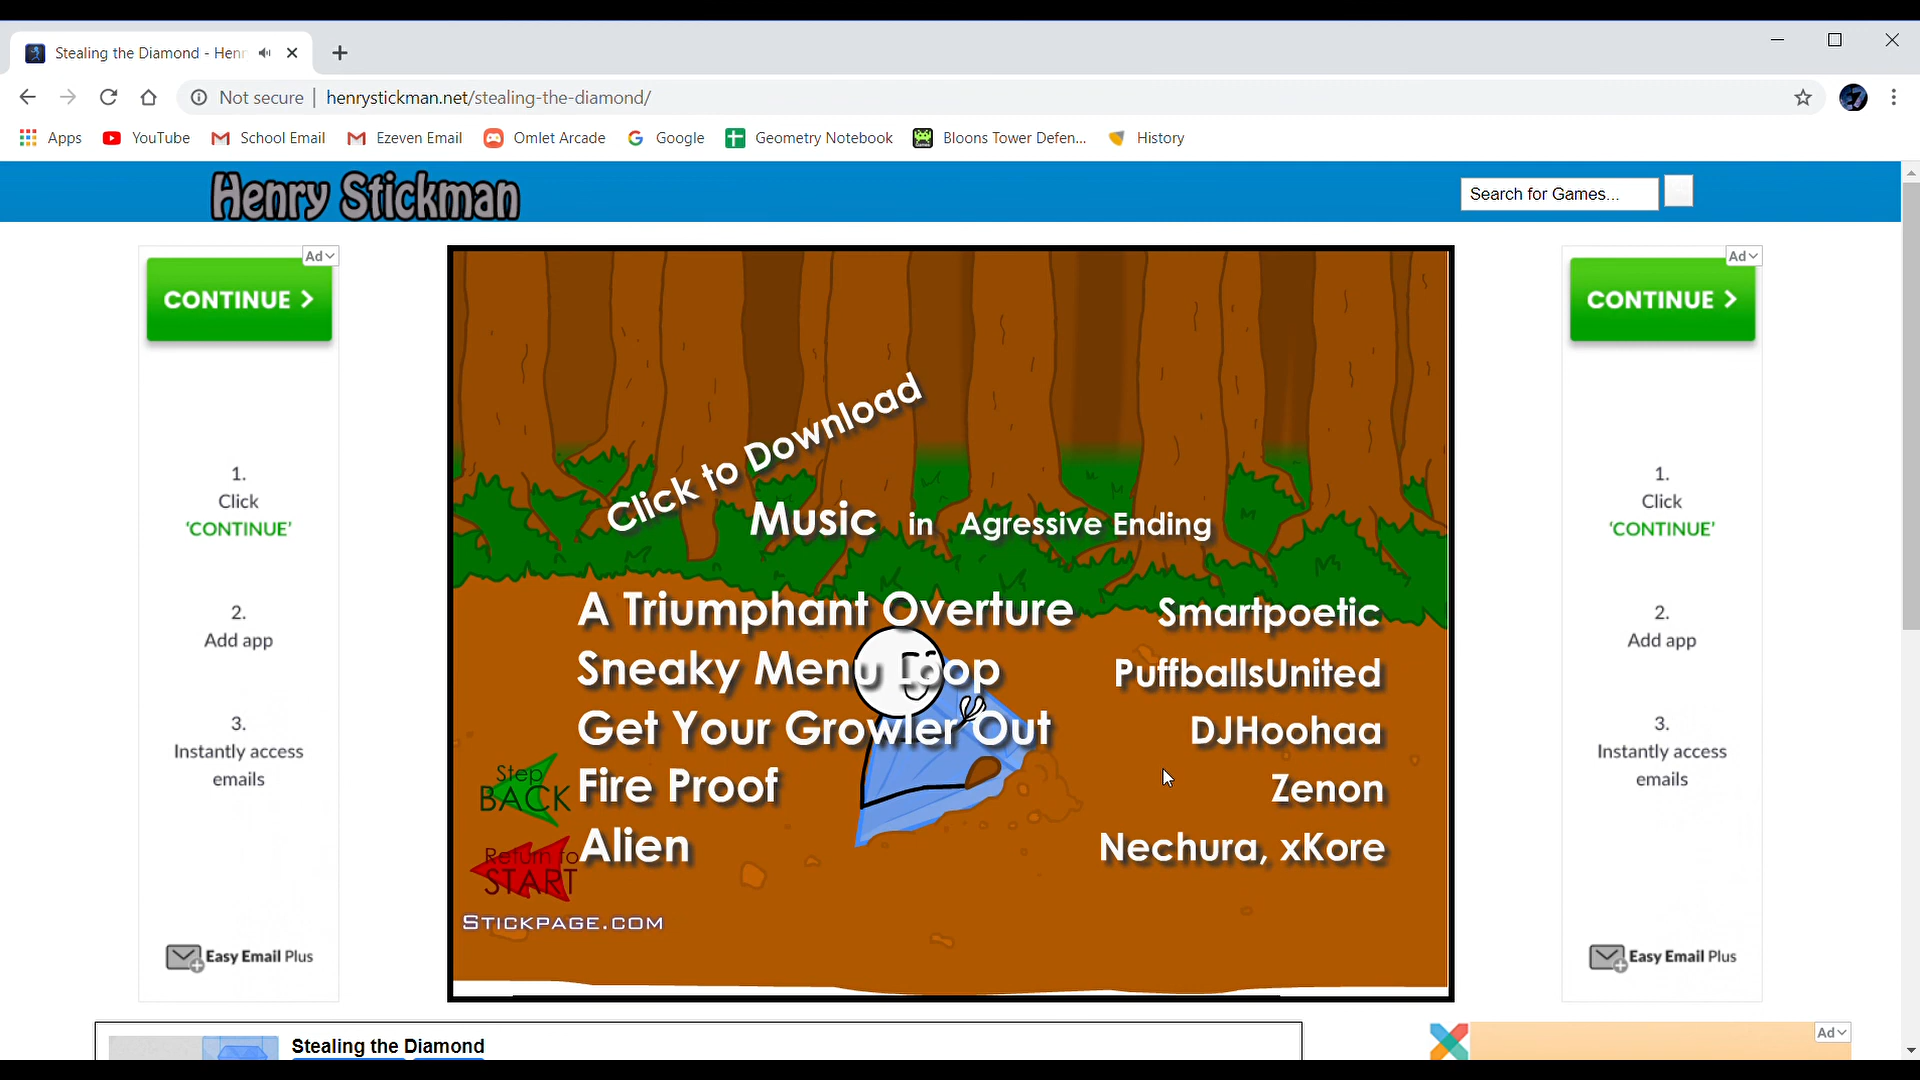 Stealing the Diamond - Henr
Not secure | henrystickman.net/stealing-the-diamond/
Apps YouTube School Email Ezeven Email Omlet Arcade Google Geometry Notebook Bloons Tower Defen... History
Henry Stickman
Search for Games...
Ad
CONTINUE
1.
Click
'CONTINUE'
2.
Add app
3.
Instantly access
emails
Easy Email Plus
Click to Download
Music in Agressive Ending
A Triumphant Overture Smartpoetic
Sneaky Menu Loop PuffballsUnited
Get Your Growler Out DJHoohaa
Fire Proof Zenon
Alien Nechura, xKore
Step
BACK
Return to
START
STICKPAGE.COM
Ad
CONTINUE
1.
Click
'CONTINUE'
2.
Add app
3.
Instantly access
emails
Easy Email Plus
Stealing the Diamond
Ad